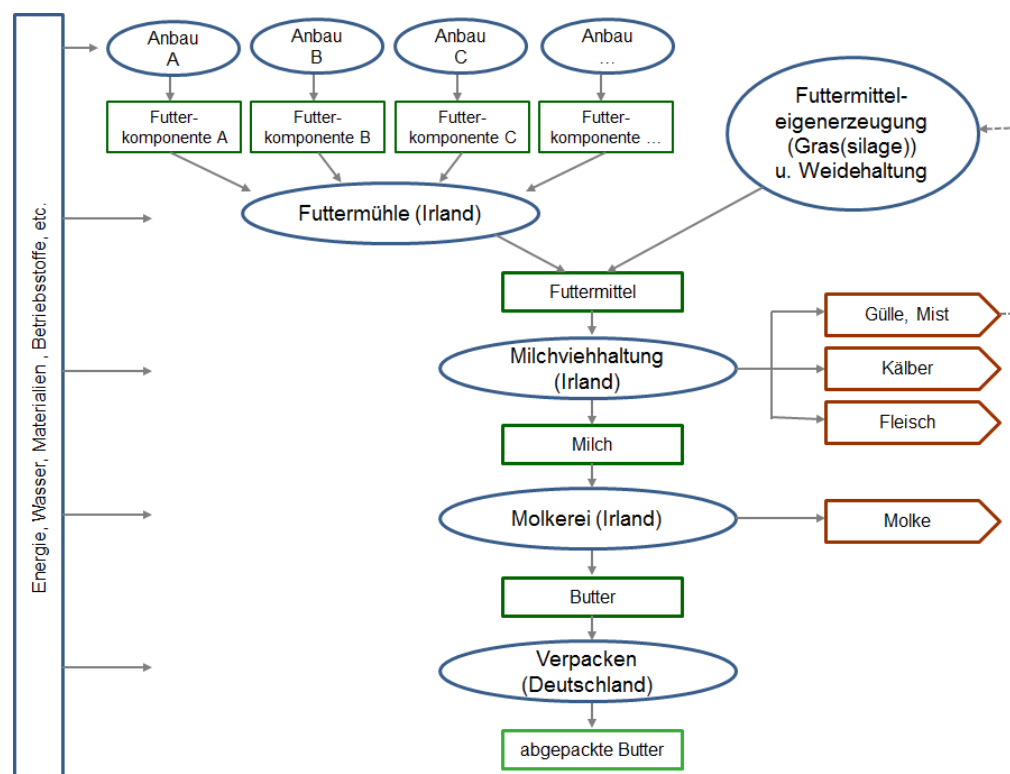 Anbau
A
Anbau
B
Anbau
C
Anbau
...
Futter-
komponente A
Futter-
komponente B
Futter-
komponente C
Futter-
komponente ...
Futtermittel-
eigenerzeugung
(Gras(silage))
u. Weidehaltung
Futtermühle (Irland)
Energie, Wasser, Materialien , Betriebsstoffe, etc.
Futtermittel
Gülle, Mist
Milchviehhaltung
(Irland)
Kälber
Fleisch
Milch
Molkerei (Irland)
Molke
Butter
Verpacken
(Deutschland)
abgepackte Butter